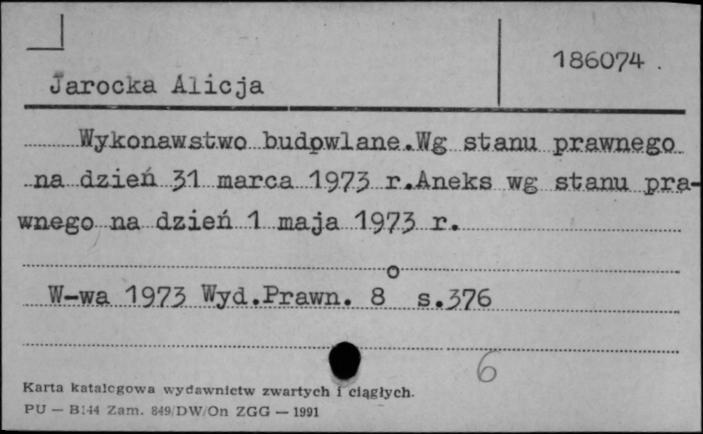 186074.
Jarocka Alicja
Wykonawstwo budowlane.Wg stanu prawnego
na dzień 31 marca 1973 r.Aneks wg stanu pra-
wnego na dzień 1 maja 1973 r.
W-wa 1973 Wyd.Prawn. 8° s.376
6
Karta katalogowa wydawnictw zwartych i ciągłych.
PU — B144 Zam. 849/DW/On ZGG — 1991